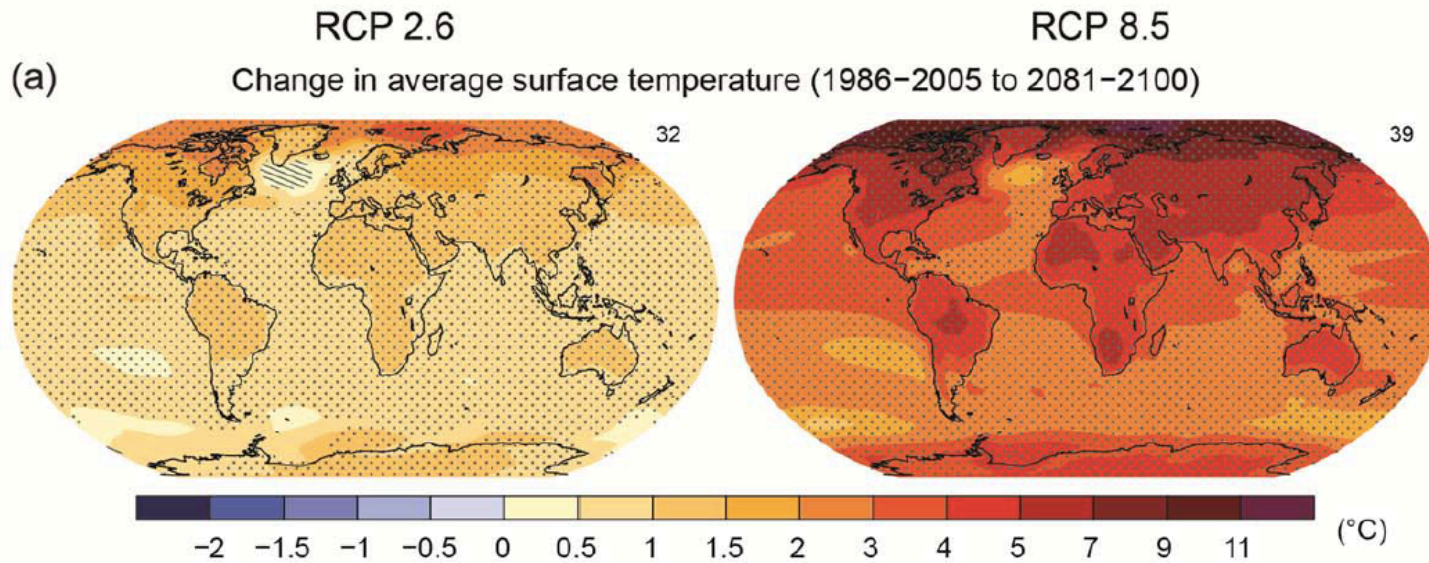 RCP 2.6 RCP 8.5
(a) Change in average surface temperature (1986−2005 to 2081−2100)
32 39
−2 −1.5 −1 −0.5 0 0.5 1 1.5 2 3 4 5 7 9 11 (°C)